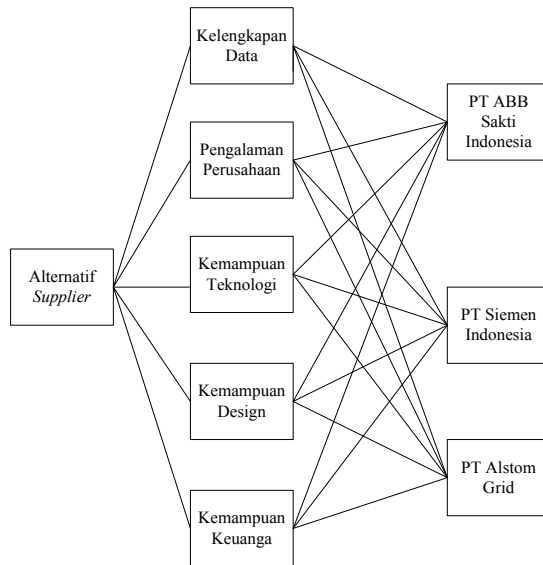 Kelengkapan
Data
Pengalaman
Perusahaan
Kemampuan
Teknologi
Kemampuan
Design
Kemampuan
Keuanga
Alternatif
Supplier
PT ABB
Sakti
Indonesia
PT Siemen
Indonesia
PT Alstom
Grid